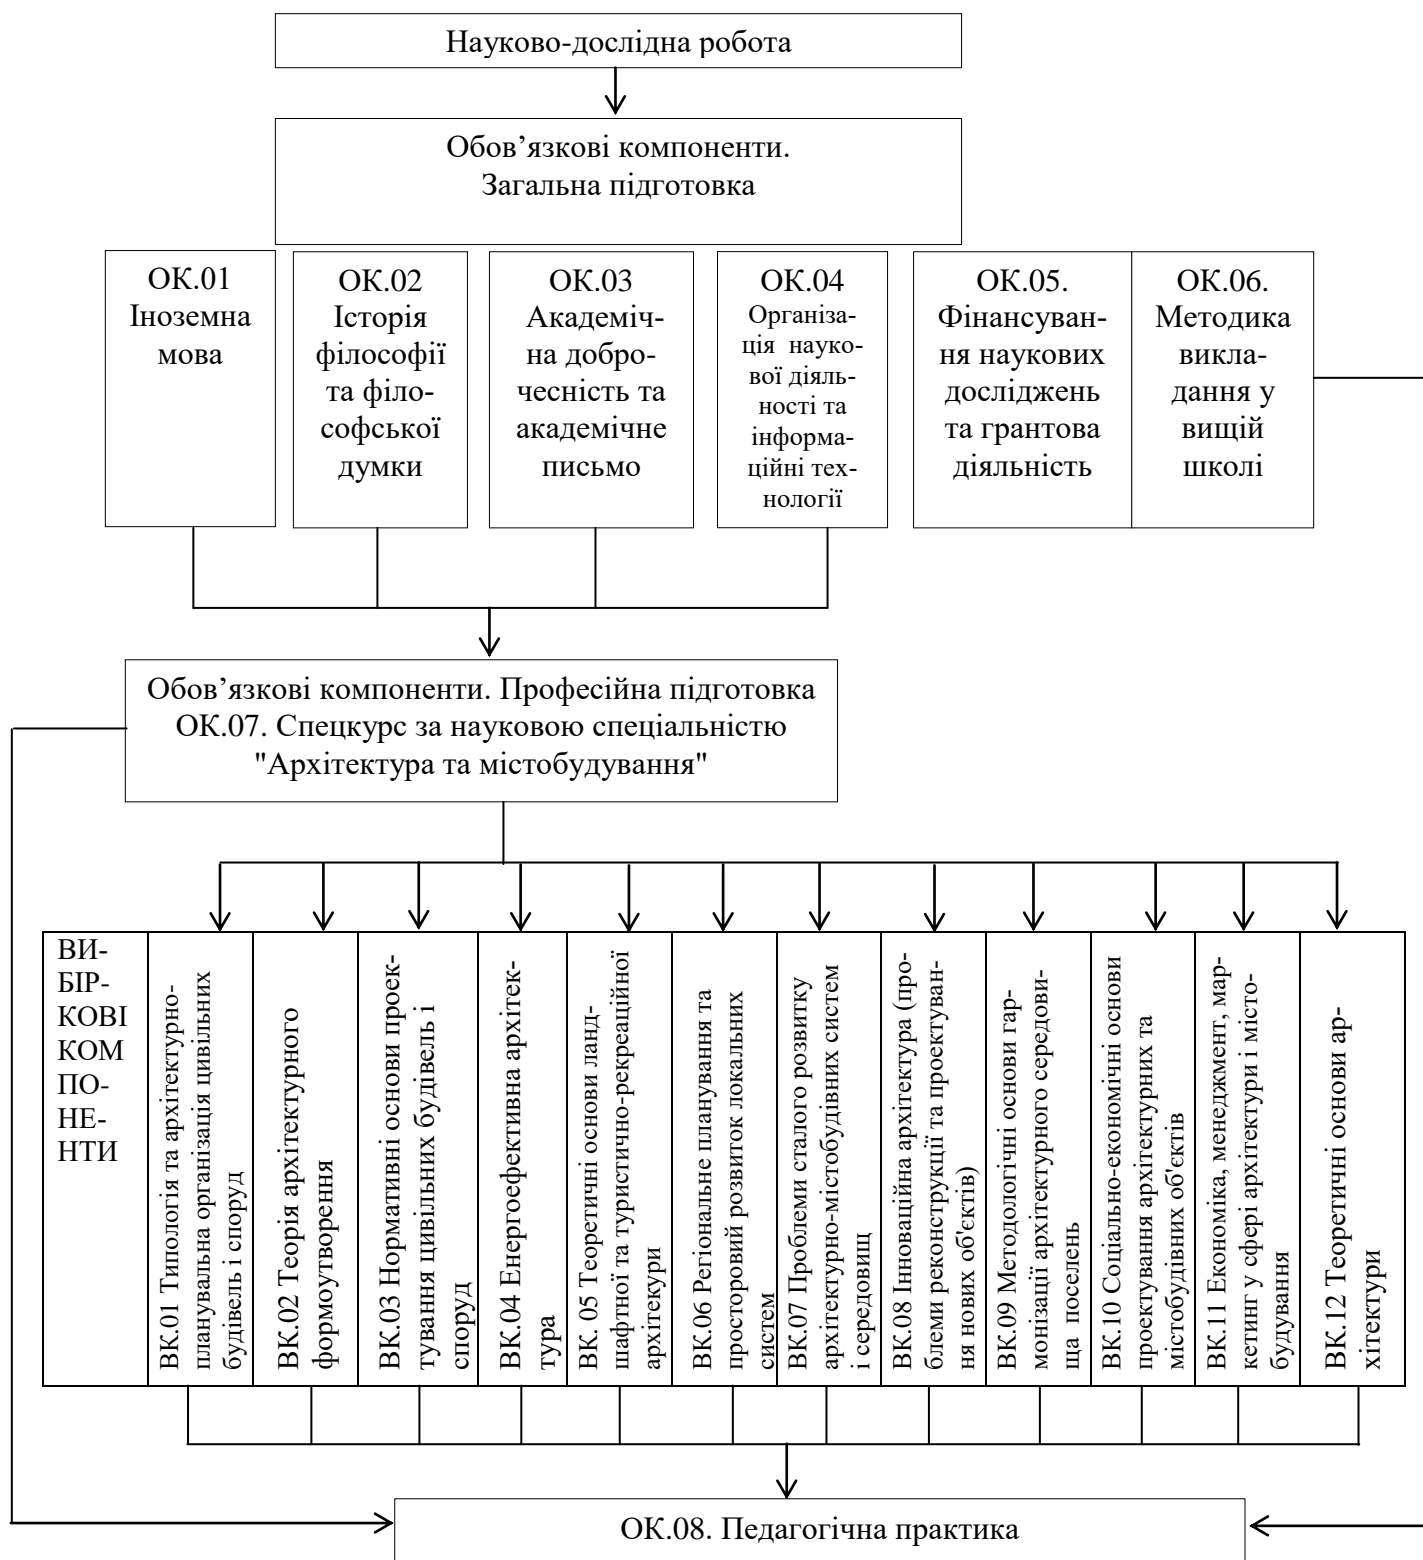 Науково-дослідна робота
Обов’язкові компоненти.
Загальна підготовка
ОК.01
Іноземна
мова
ОК.02
Історія
філософії
та філо-
софської
думки
ОК.03
Академіч-
на добро-
чесність та
академічне
письмо
ОК.04
Організа-
ція науко-
вої діяль-
ності та
інформа-
ційні тех-
нології
ОК.05.
Фінансуван-
ня наукових
досліджень
та грантова
діяльність
ОК.06.
Методика
викла-
дання у
вищій
школі
Обов’язкові компоненти. Професійна підготовка
ОК.07. Спецкурс за науковою спеціальністю
"Архітектура та містобудування"
ВИ-
БІР-
КОВІ
КОМ
ПО-
НЕ-
НТИ
ВК.01 Типологія та архітектурно-
планувальна організація цивільних
будівель і споруд
ВК.02 Теорія архітектурного
формоутворення
ВК.03 Нормативні основи проек-
тування цивільних будівель і
споруд
ВК.04 Енергоефективна архітек-
тура
ВК. 05 Теоретичні основи ланд-
шафтної та туристично-рекреаційної
архітекури
ВК.06 Регіональне планування та
просторовий розвиток локальних
систем
ВК.07 Проблеми сталого розвитку
архітектурно-містобудівних систем
і середовищ
ВК.08 Інноваційна архітектура (про-
блеми реконструкції та проектуван-
ня нових об'єктів)
ВК.09 Методологічні основи гар-
монізації архітектурного середови-
ща поселень
ВК.10 Соціально-економічні основи
проектування архітектурних та
містобудівних об'єктів
ВК.11 Економіка, менеджмент, мар-
кетинг у сфері архітектури і місто-
будування
ВК.12 Теоретичні основи ар-
хітектури
ОК.08. Педагогічна практика